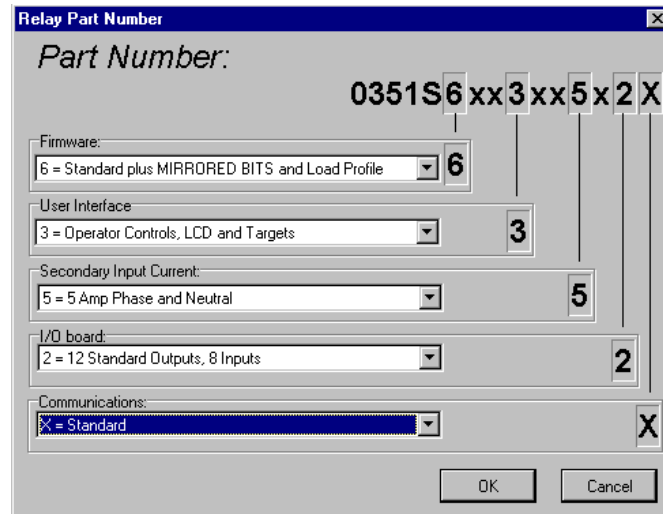 Relay Part Number
Part Number:
0351S6xx3xx5x2X
Firmware:
6 = Standard plus MIRRORED BITS and Load Profile
6
User Interface
3 = Operator Controls, LCD and Targets
3
Secondary Input Current:
5 = 5 Amp Phase and Neutral
5
I/O board:
2 = 12 Standard Outputs, 8 Inputs
2
Communications:
X = Standard
X
OK Cancel